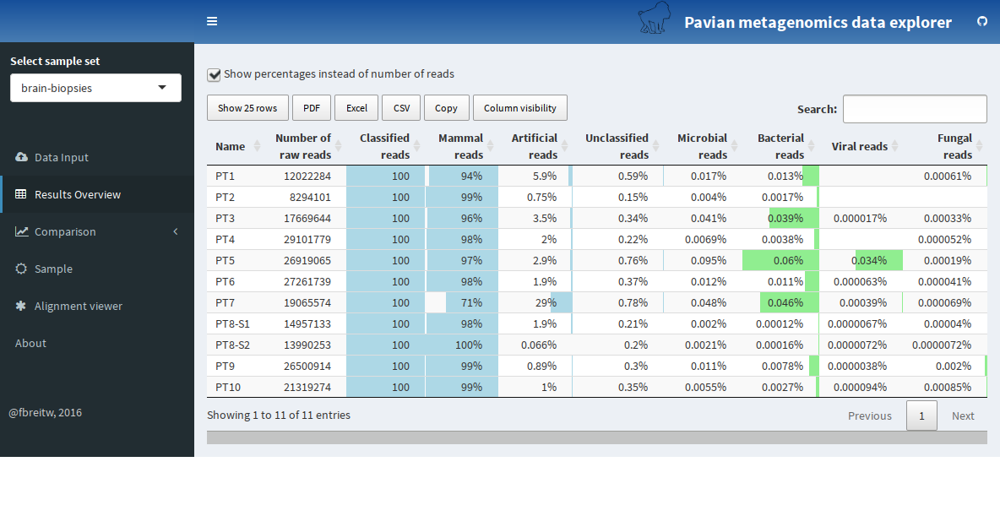 Pavian metagenomics data explorer
Select sample set
brain-biopsies
Data Input
Results Overview
Comparison
Sample
Alignment viewer
About
@fbreitw, 2016
Show percentages instead of number of reads
Show 25 rows PDF Excel CSV Copy Column visibility Search:
Name Number of raw reads Classified reads Mammal reads Artificial reads Unclassified reads Microbial reads Bacterial reads Viral reads Fungal reads
PT1 12022284 100 94% 5.9% 0.59% 0.017% 0.013% 0.00061%
PT2 8294101 100 99% 0.75% 0.15% 0.004% 0.0017%
PT3 17669644 100 96% 3.5% 0.34% 0.041% 0.039% 0.000017% 0.00033%
PT4 29101779 100 98% 2% 0.22% 0.0069% 0.0038% 0.000052%
PT5 26919065 100 97% 2.9% 0.76% 0.095% 0.06% 0.034% 0.00019%
PT6 27261739 100 98% 1.9% 0.37% 0.012% 0.011% 0.000063% 0.000041%
PT7 19065574 100 71% 29% 0.78% 0.048% 0.046% 0.00039% 0.000069%
PT8-S1 14957133 100 98% 1.9% 0.21% 0.002% 0.00012% 0.0000067% 0.00004%
PT8-S2 13990253 100 100% 0.066% 0.2% 0.0021% 0.00016% 0.0000072% 0.0000072%
PT9 26500914 100 99% 0.89% 0.3% 0.011% 0.0078% 0.0000038% 0.002%
PT10 21319274 100 99% 1% 0.35% 0.0055% 0.0027% 0.000094% 0.00085%
Showing 1 to 11 of 11 entries
Previous 1 Next